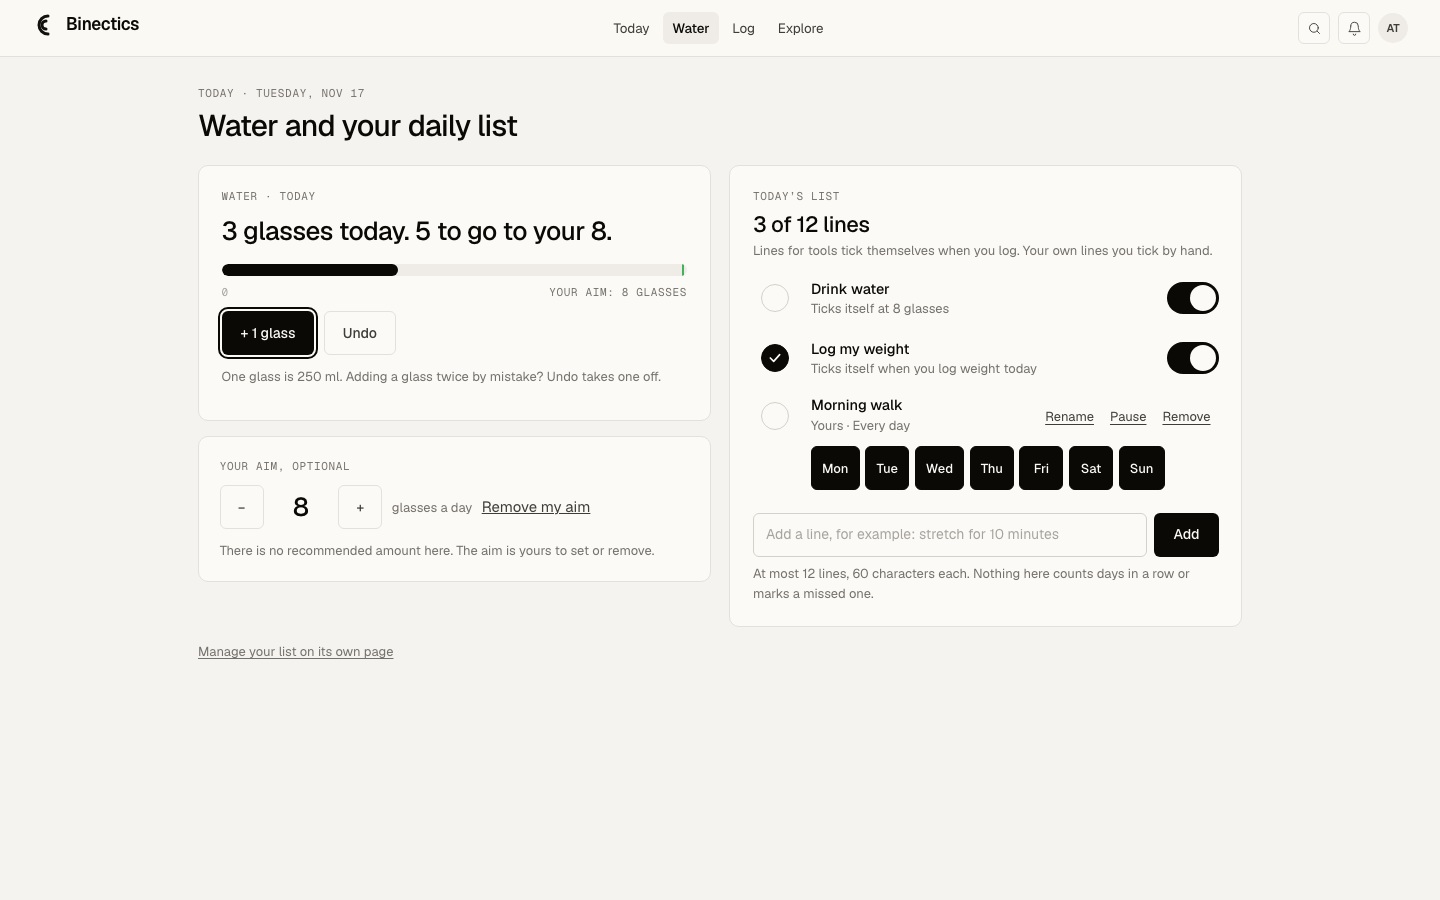 Binectics
Today
Water
Log
Explore
AT
TODAY · TUESDAY, NOV 17
Water and your daily list
WATER · TODAY
3 glasses today. 5 to go to your 8.
0
YOUR AIM: 8 GLASSES
+ 1 glass
Undo
One glass is 250 ml. Adding a glass twice by mistake? Undo takes one off.
YOUR AIM, OPTIONAL
−
8
+
glasses a day
Remove my aim
There is no recommended amount here. The aim is yours to set or remove.
TODAY'S LIST
3 of 12 lines
Lines for tools tick themselves when you log. Your own lines you tick by hand.
Drink water
Ticks itself at 8 glasses
Log my weight
Ticks itself when you log weight today
Morning walk
Yours · Every day
Rename
Pause
Remove
Mon
Tue
Wed
Thu
Fri
Sat
Sun
Add a line, for example: stretch for 10 minutes
Add
At most 12 lines, 60 characters each. Nothing here counts days in a row or
marks a missed one.
Manage your list on its own page